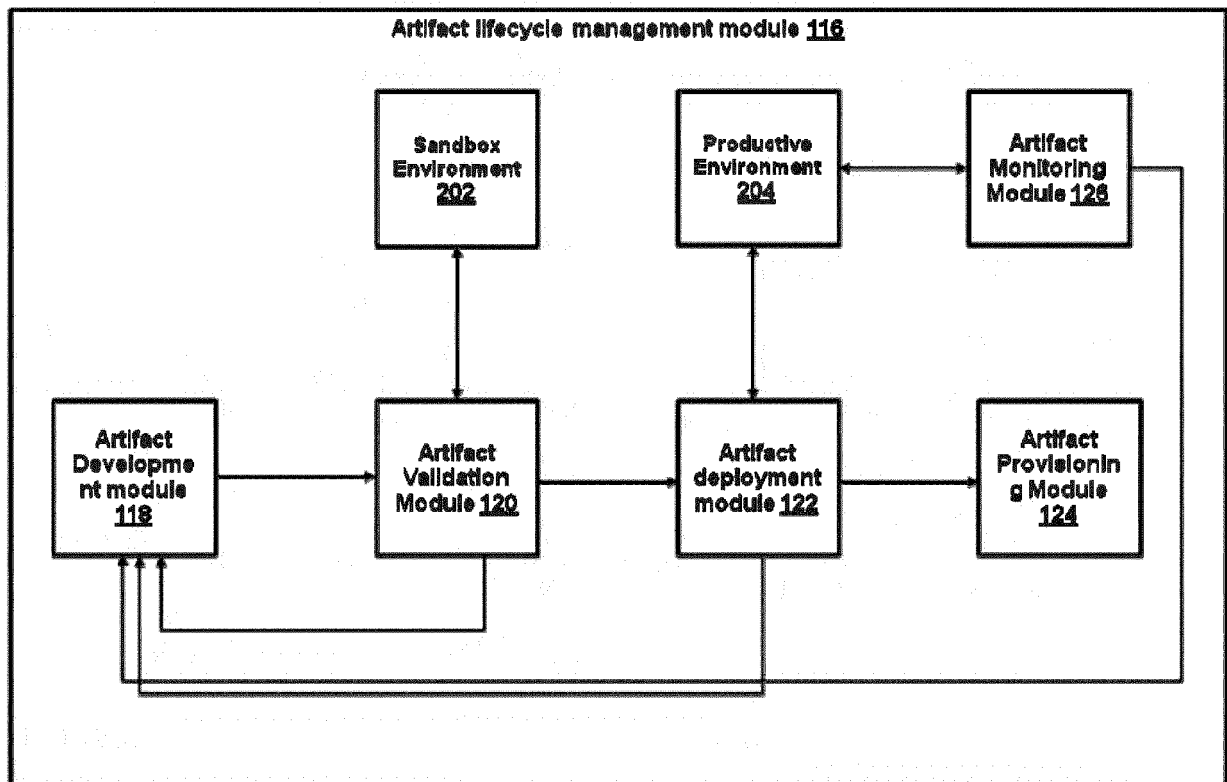 Artifact lifecycle management module 116
Sandbox
Environment
202
Productive
Environment
204
Artifact
Monitoring
Module 126
Artifact
Developme
nt module
118
Artifact
Validation
Module 120
Artifact
deployment
module 122
Artifact
Provisionin
g Module
124